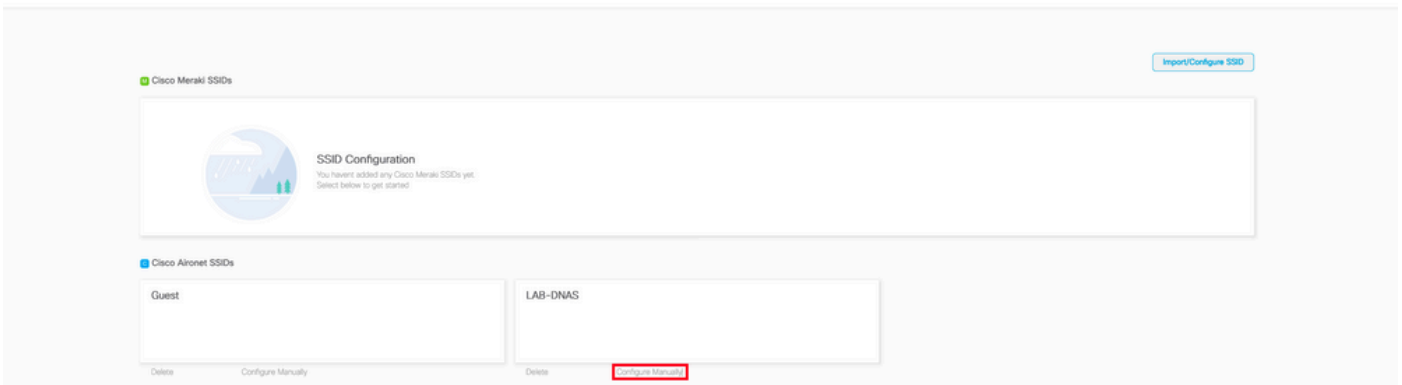 Import/Configure SSID
M Cisco Meraki SSIDs
SSID Configuration
You havent added any Cisco Meraki SSIDs yet.
Select below to get started
C Cisco Aironet SSIDs
Guest
LAB-DNAS
Delete Configure Manually Delete Configure Manually